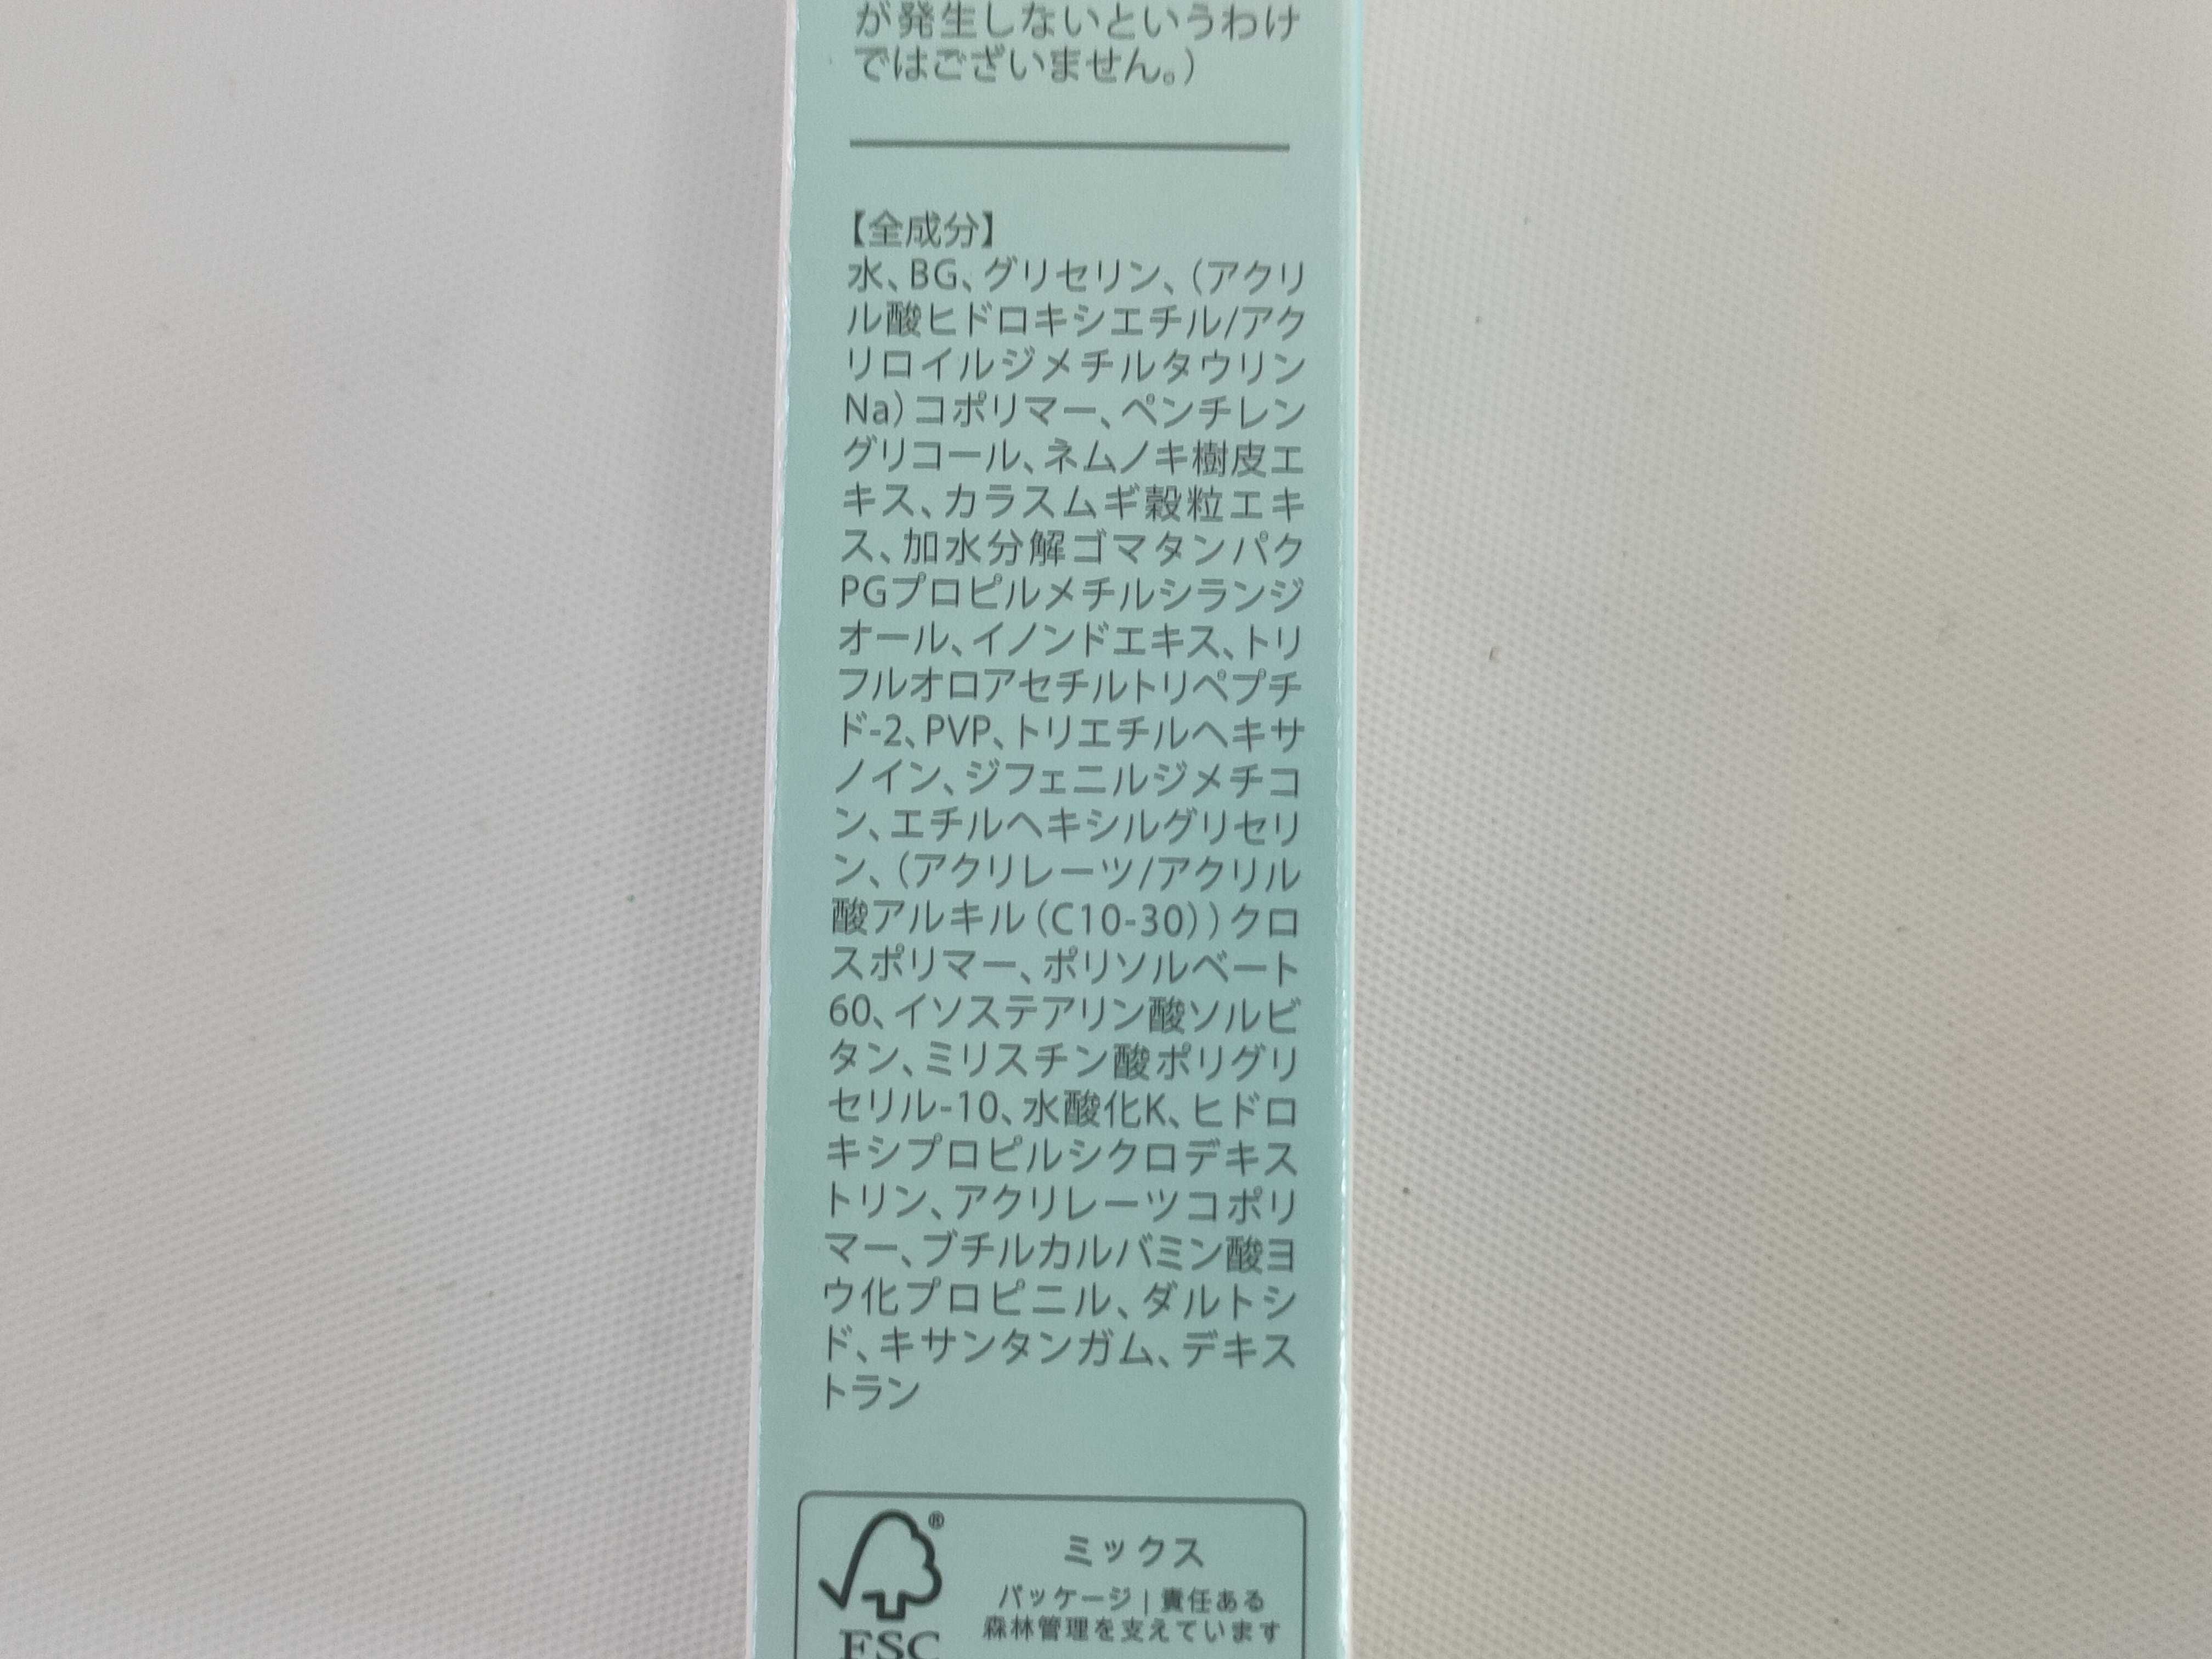 が発生しないというわけ
ではございません。)
【全成分】
水、BG、グリセリン、(アクリ
ル酸ヒドロキシエチル/アク
リロイルジメチルタウリン
Na)コポリマー、ペンチレン
グリコール、ネムノキ樹皮エ
キス、カラスムギ穀粒エキ
ス、加水分解ゴマタンパク
PGプロピルメチルシランジ
オール、イノンドエキス、トリ
フルオロアセチルトリペプチ
ド-2、PVP、トリエチルヘキサ
ノイン、ジフェニルジメチコ
ン、エチルヘキシルグリセリ
ン、(アクリレーツ/アクリル
酸アルキル(C10-30))クロ
スポリマー、ポリソルベート
60、イソステアリン酸ソルビ
タン、ミリスチン酸ポリグリ
セリル-10、水酸化K、ヒドロ
キシプロピルシクロデキス
トリン、アクリレーツコポリ
マー、ブチルカルバミン酸ヨ
ウ化プロピニル、ダルトシ
ド、キサンタンガム、デキス
トラン
®
ミックス
パッケージ | 責任ある
森林管理を支えています
FSC